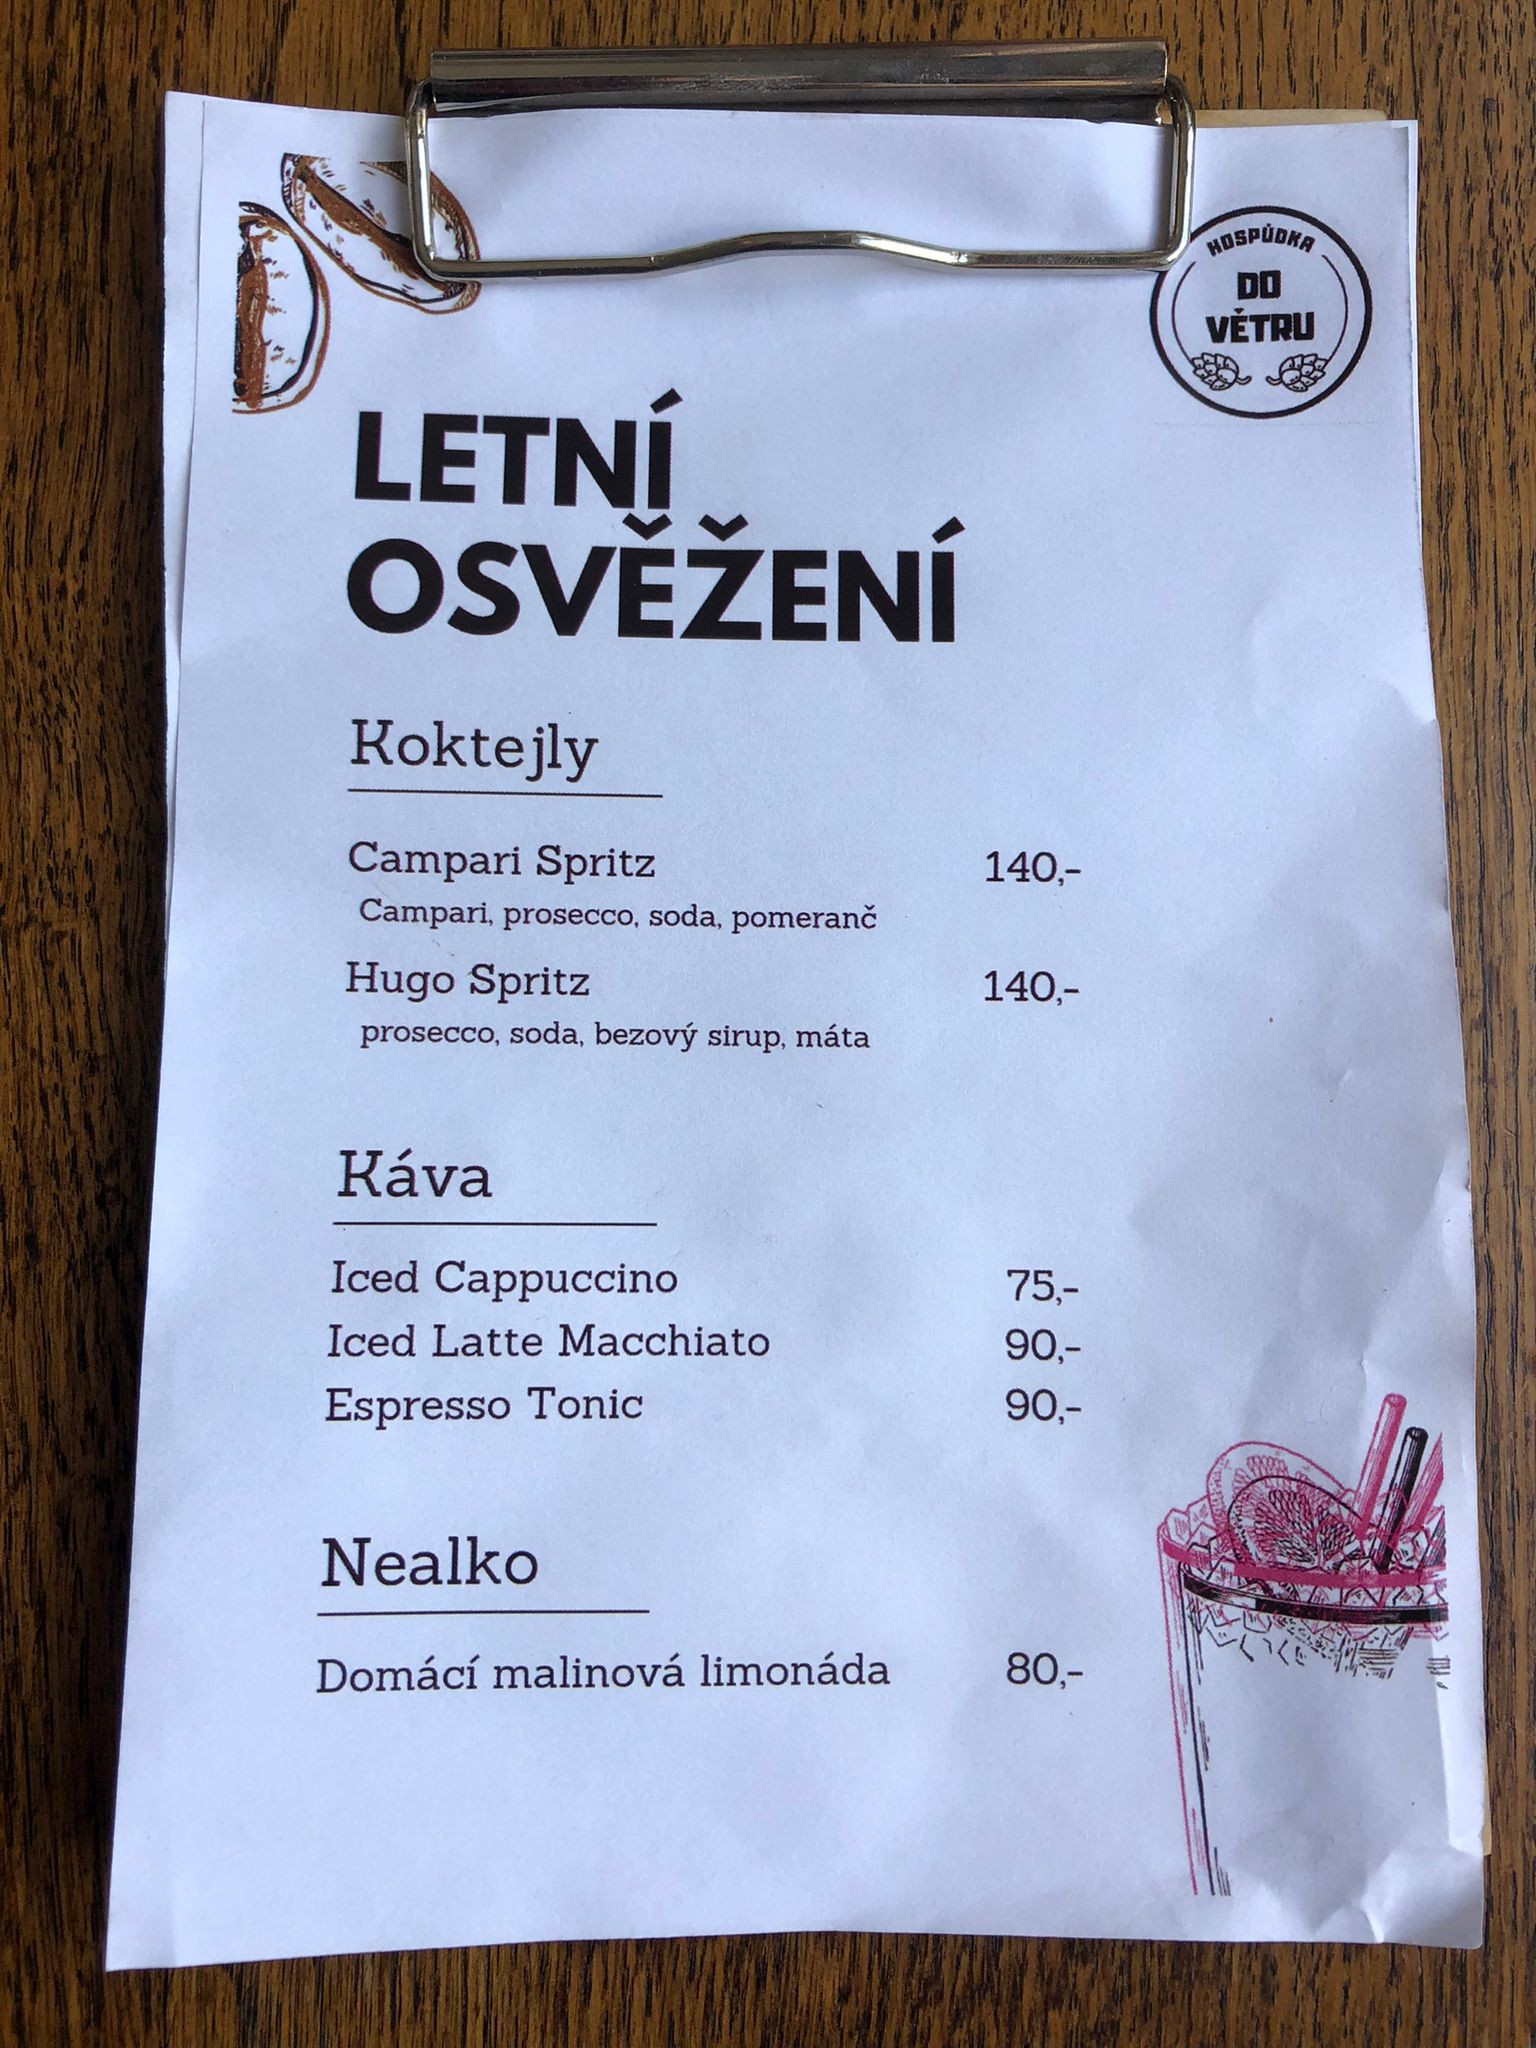 HOSPŮDKA
DO
VĚTRU
LETNÍ
OSVĚŽENÍ
Koktejly
Campari Spritz 140,-
Campari, prosecco, soda, pomeranč
Hugo Spritz 140,-
prosecco, soda, bezový sirup, máta
Káva
Iced Cappuccino 75,-
Iced Latte Macchiato 90,-
Espresso Tonic 90,-
Nealko
Domácí malinová limonáda 80,-